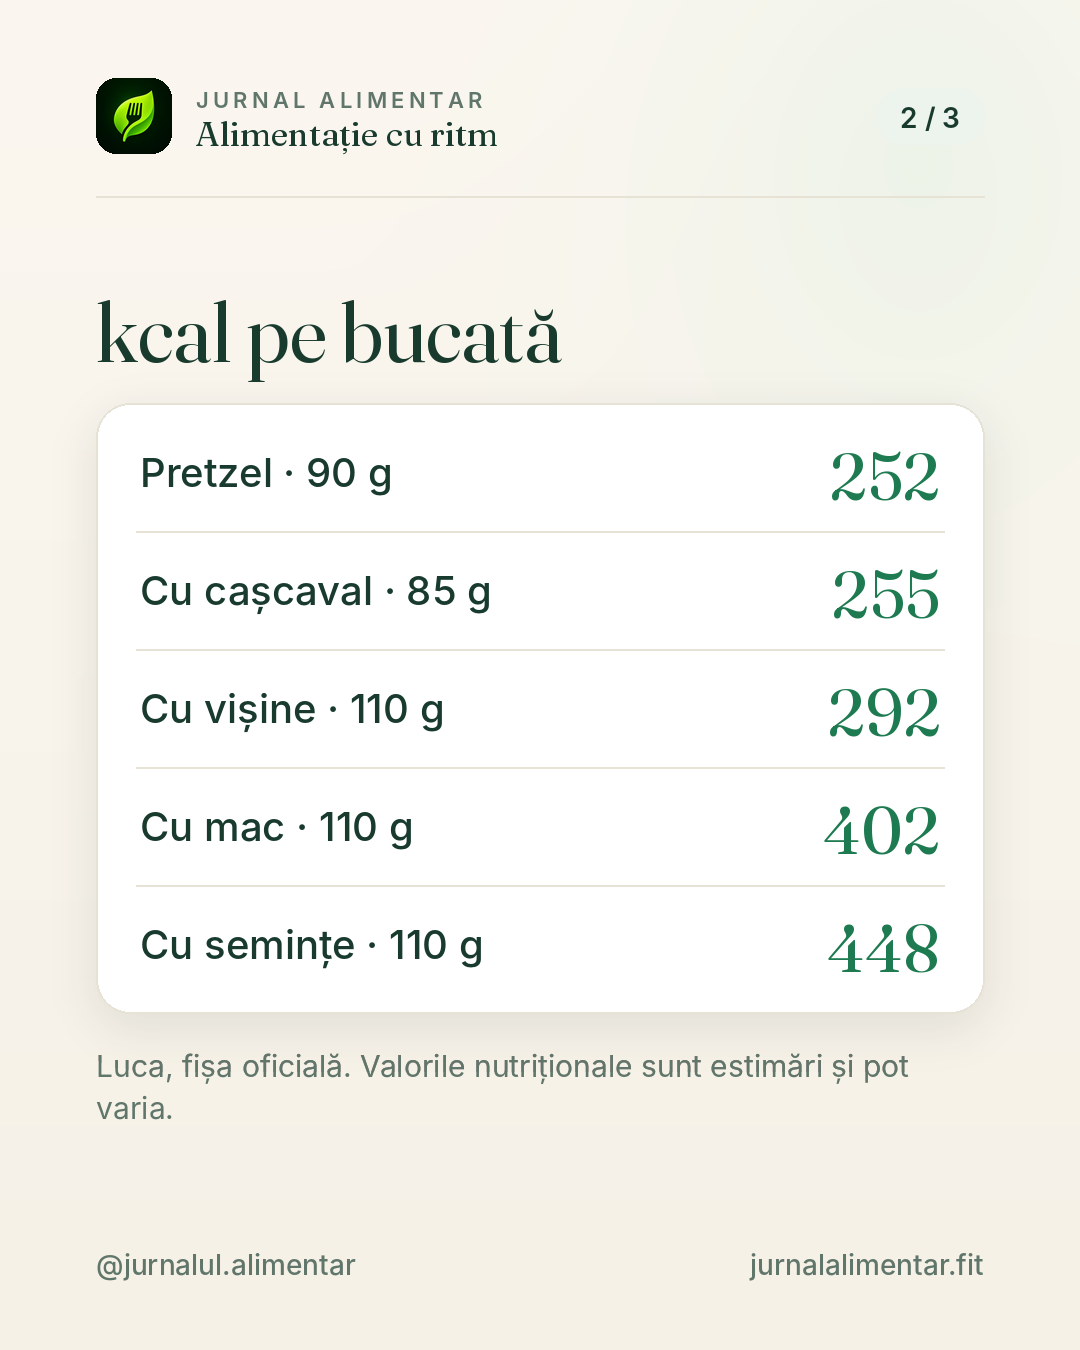 JURNAL ALIMENTAR
Alimentație cu ritm
2 / 3
kcal pe bucată
Pretzel · 90 g 252
Cu cașcaval · 85 g 255
Cu vișine · 110 g 292
Cu mac · 110 g 402
Cu semințe · 110 g 448
Luca, fișa oficială. Valorile nutriționale sunt estimări și pot
varia.
@jurnalul.alimentar jurnalalimentar.fit